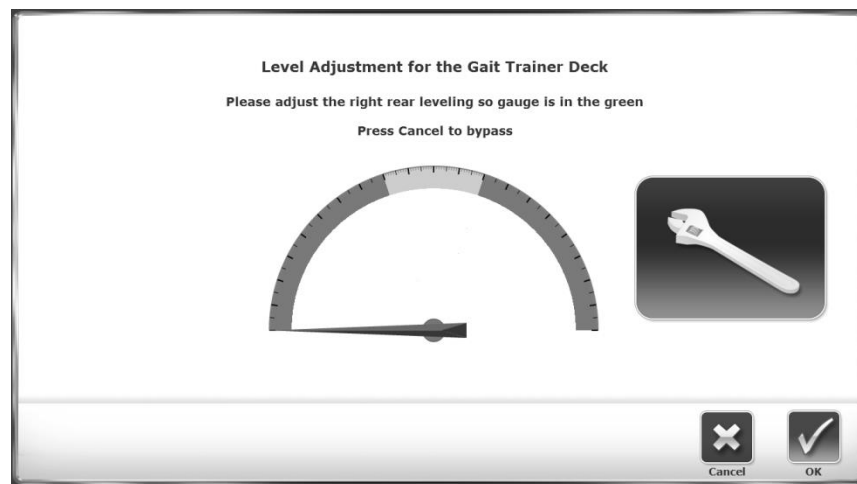 Level Adjustment for the Gait Trainer Deck
Please adjust the right rear leveling so gauge is in the green
Press Cancel to bypass
Cancel
OK